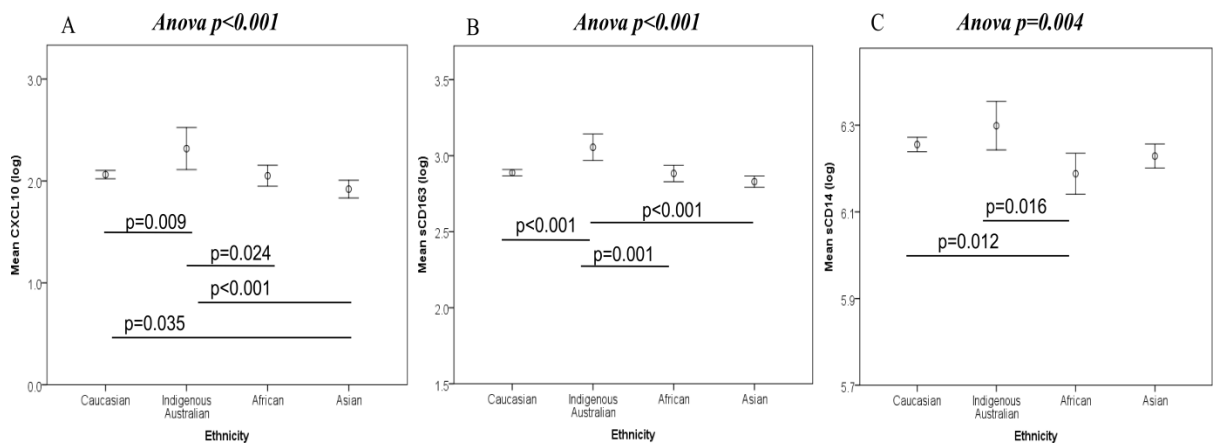 A
Anova p<0.001
Mean CXCL10 (log)
3.0
2.0
1.0
0.0
p=0.009
p=0.024
p<0.001
p=0.035
Caucasian
Indigenous
Australian
African
Asian
Ethnicity
B
Anova p<0.001
Mean sCD163 (log)
3.5
3.0
2.5
2.0
1.5
p<0.001
p<0.001
p=0.001
Caucasian
Indigenous
Australian
African
Asian
Ethnicity
C
Anova p=0.004
Mean sCD14 (log)
6.3
6.1
5.9
5.7
p=0.016
p=0.012
Caucasian
Indigenous
Australian
African
Asian
Ethnicity